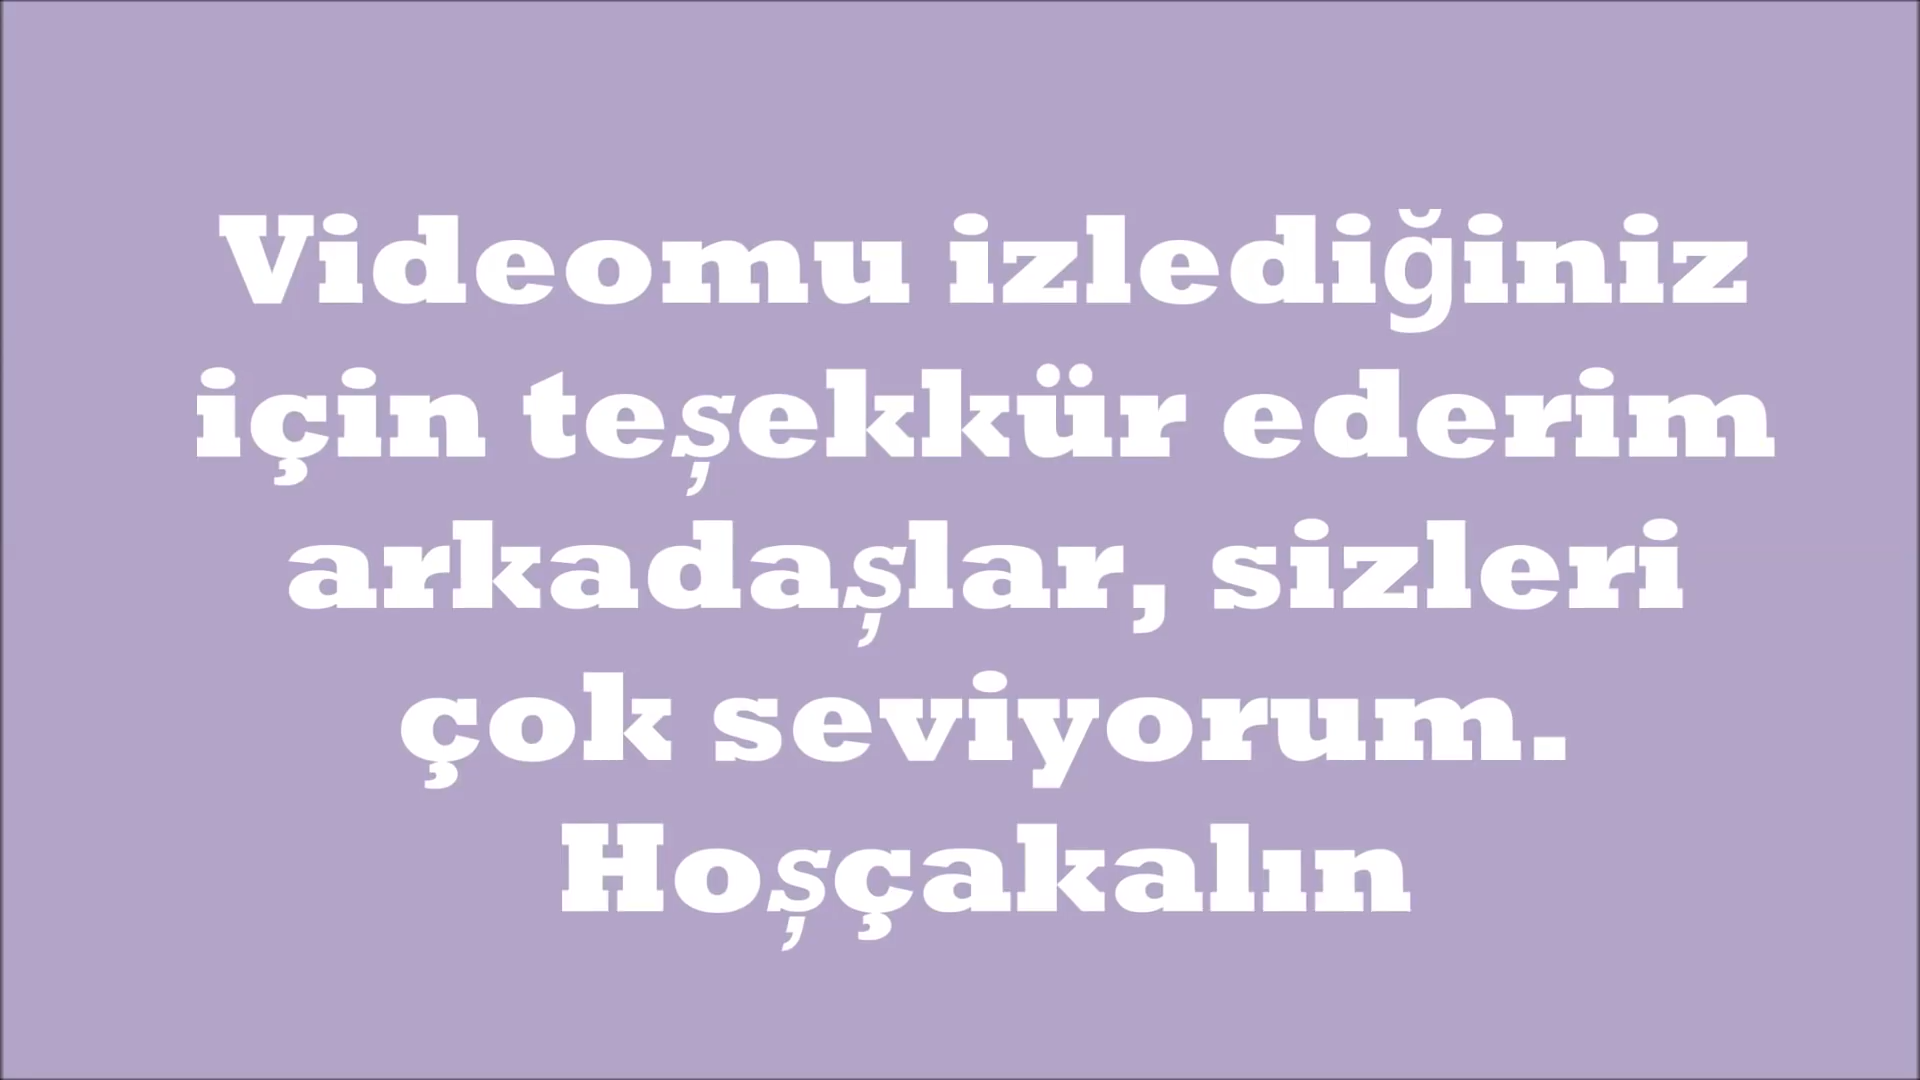 Videomu izlediğiniz
için teşekkür ederim
arkadaşlar, sizleri
çok seviyorum.
Hoşçakalın